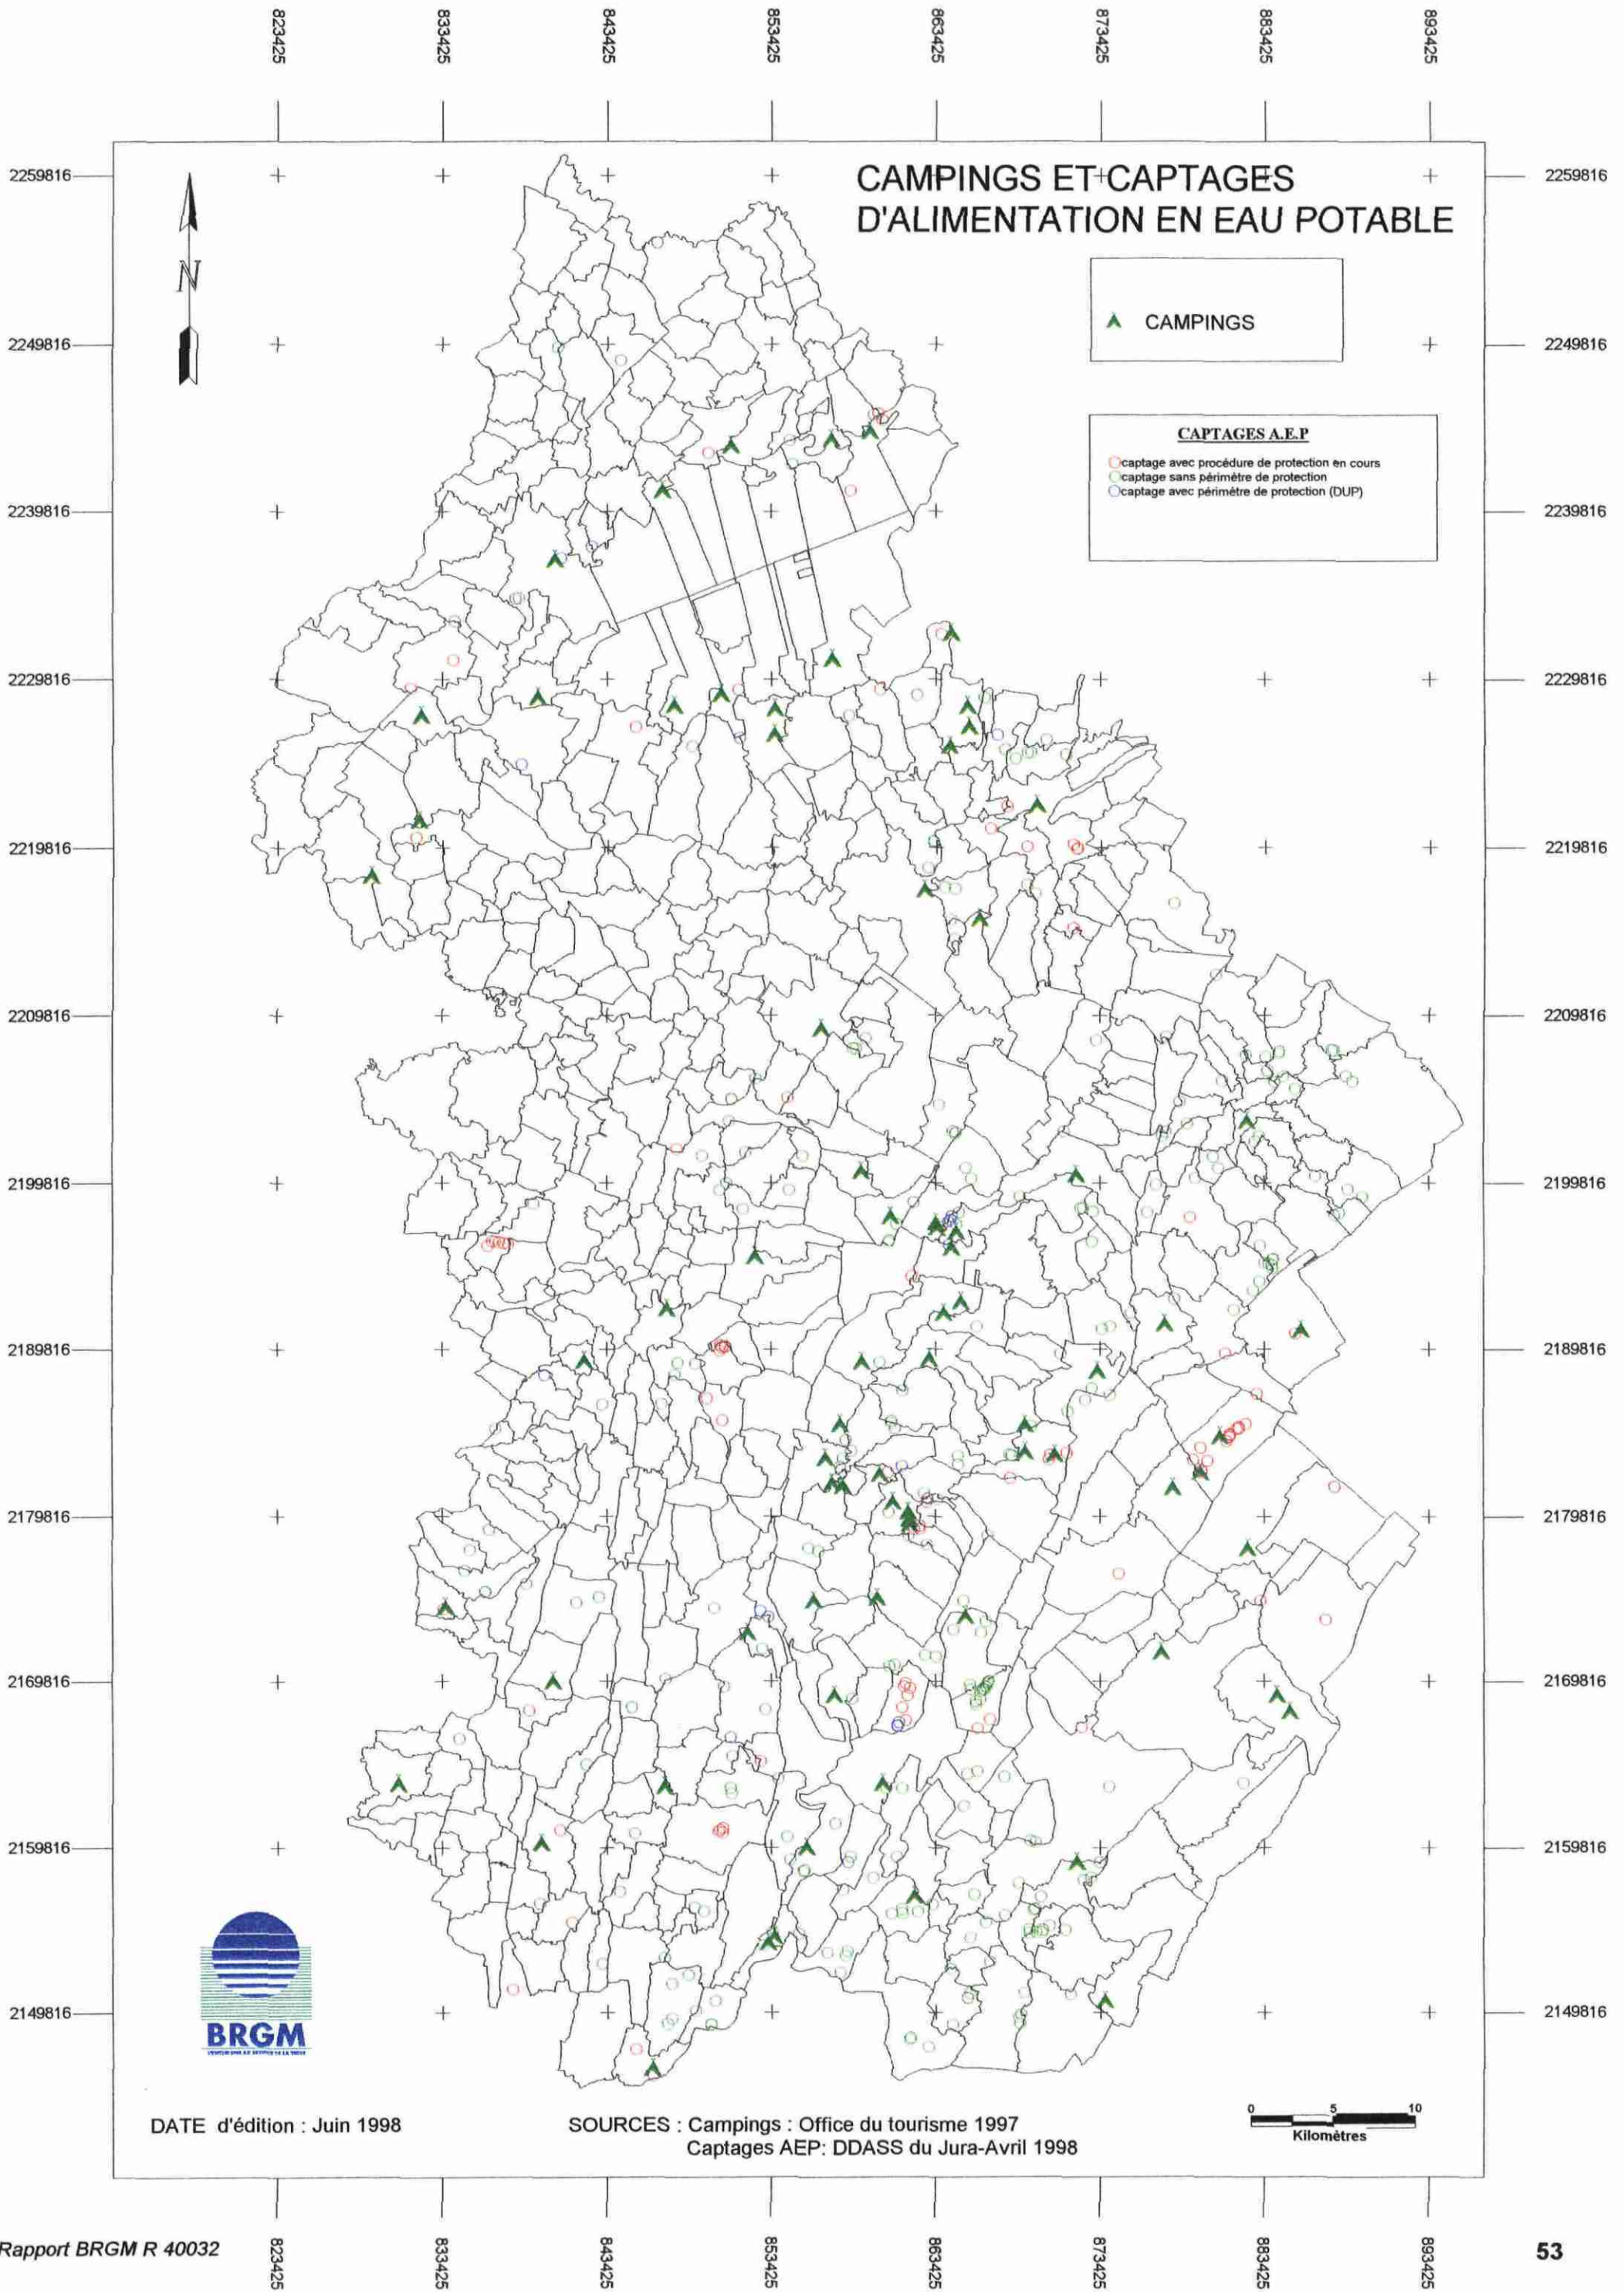 823425 833425 843425 853425 863425 873425 883425 893425
CAMPINGS ET CAPTAGES
D'ALIMENTATION EN EAU POTABLE
N
CAMPINGS
CAPTAGES A.E.P
captage avec procédure de protection en cours
captage sans périmètre de protection
captage avec périmètre de protection (DUP)
2259816 2259816
2249816 2249816
2239816 2239816
2229816 2229816
2219816 2219816
2209816 2209816
2199816 2199816
2189816 2189816
2179816 2179816
2169816 2169816
2159816 2159816
2149816 2149816
BRGM
DATE d'édition : Juin 1998
SOURCES : Campings : Office du tourisme 1997
Captages AEP: DDASS du Jura-Avril 1998
0 5 10
Kilomètres
823425 833425 843425 853425 863425 873425 883425 893425
Rapport BRGM R 40032
53